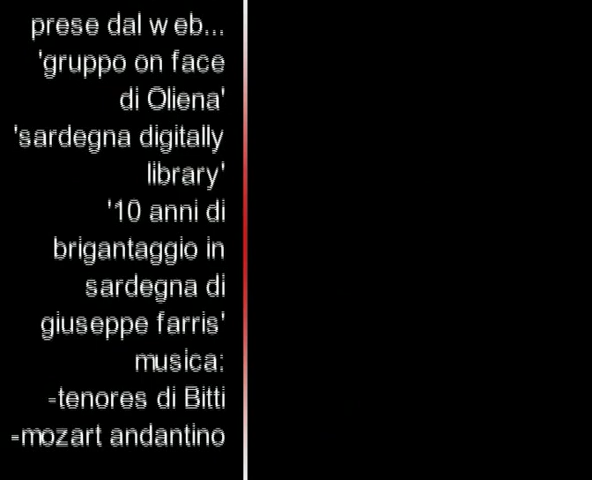 prese dal web...
'gruppo on face
di Oliena'
'sardegna digitally
library'
'10 anni di
brigantaggio in
sardegna di
giuseppe farris'
musica:
-tenores di Bitti
-mozart andantino